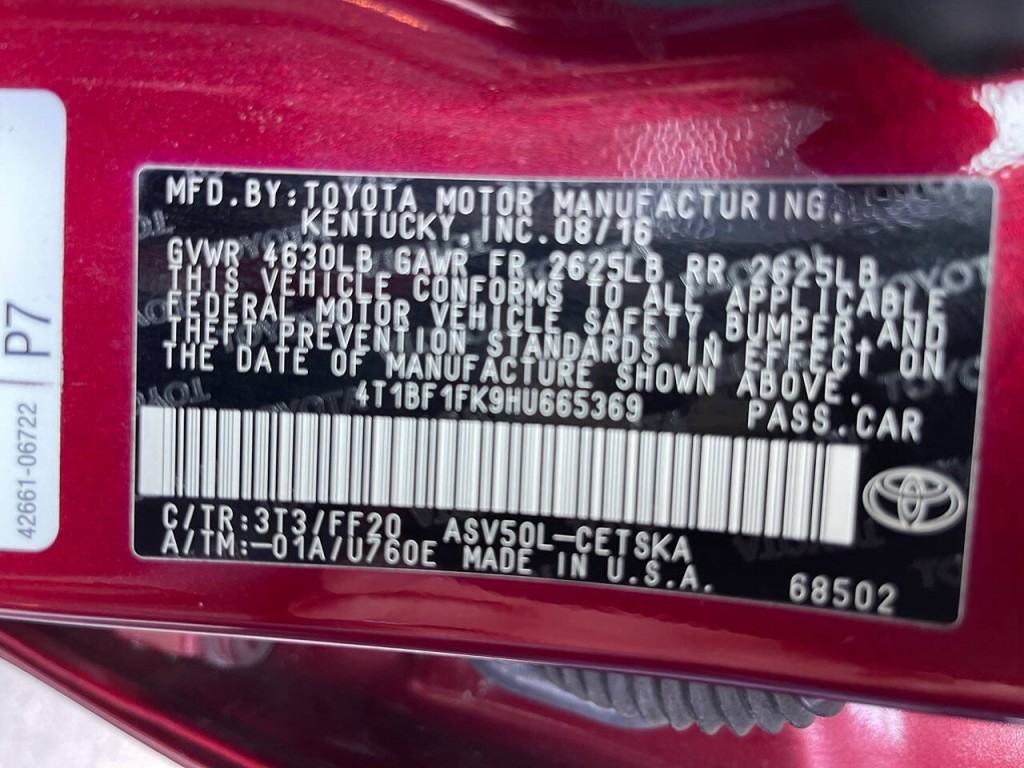 MFD.BY:TOYOTA MOTOR MANUFACTURING,
KENTUCKY,INC.08/16
GVWR 4630LB GAWR FR 2625LB RR 2625LB
THIS VEHICLE CONFORMS TO ALL APPLICABLE
FEDERAL MOTOR VEHICLE SAFETY,BUMPER,AND
THEFT PREVENTION STANDARDS IN EFFECT ON
THE DATE OF MANUFACTURE SHOWN ABOVE.
4T1BF1FK9HU665369 PASS.CAR
C/TR:3T3/FF20 ASV50L-CETSKA
A/TM:-01A/U760E MADE IN U.S.A.
68502
42661-06722 P7